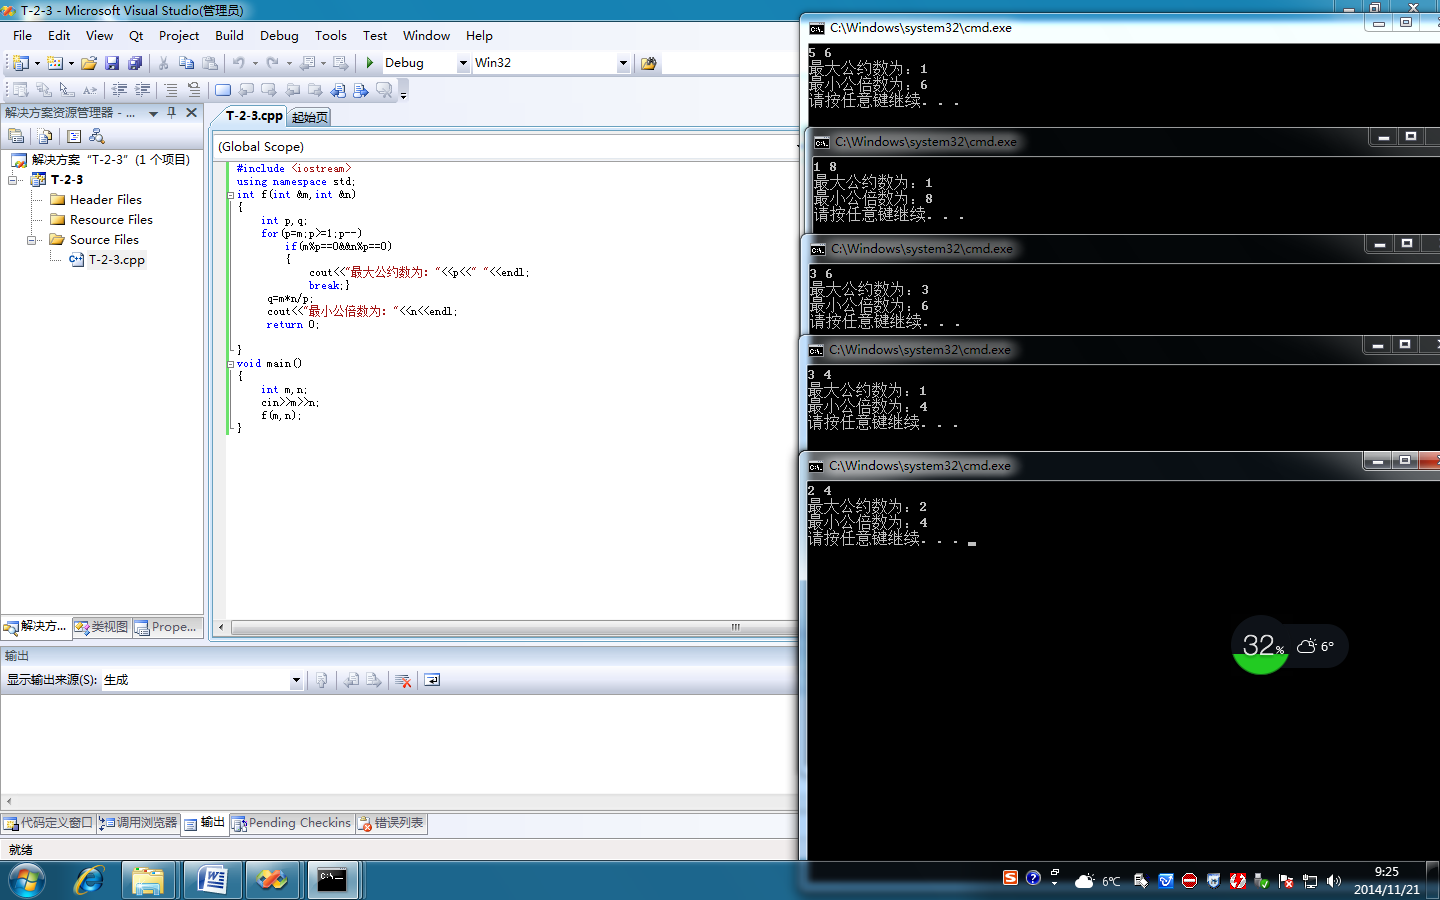 T-2-3 - Microsoft Visual Studio(管理员)
File Edit View Qt Project Build Debug Tools Test Window Help
Debug Win32
解决方案资源管理器 - ...
解决方案 "T-2-3" (1 个项目)
T-2-3
Header Files
Resource Files
Source Files
T-2-3.cpp
解决方... 类视图 Prope...
T-2-3.cpp 起始页
(Global Scope)
#include <iostream>
using namespace std;
int f(int &m,int &n)
{
int p,q;
for(p=m;p>=1;p--)
if(m%p==0&&n%p==0)
{
cout<<"最大公约数为："<<p<<" "<<endl;
break;}
q=m*n/p;
cout<<"最小公倍数为："<<n<<endl;
return 0;
}
void main()
{
int m,n;
cin>>m>>n;
f(m,n);
}
输出
显示输出来源(S): 生成
代码定义窗口 调用浏览器 输出 Pending Checkins 错误列表
就绪
C:\Windows\system32\cmd.exe
5 6
最大公约数为：1
最小公倍数为：6
请按任意键继续. . .
C:\Windows\system32\cmd.exe
1 8
最大公约数为：1
最小公倍数为：8
请按任意键继续. . .
C:\Windows\system32\cmd.exe
3 6
最大公约数为：3
最小公倍数为：6
请按任意键继续. . .
C:\Windows\system32\cmd.exe
3 4
最大公约数为：1
最小公倍数为：4
请按任意键继续. . .
C:\Windows\system32\cmd.exe
2 4
最大公约数为：2
最小公倍数为：4
请按任意键继续. . .
32% 6°
6℃
9:25
2014/11/21